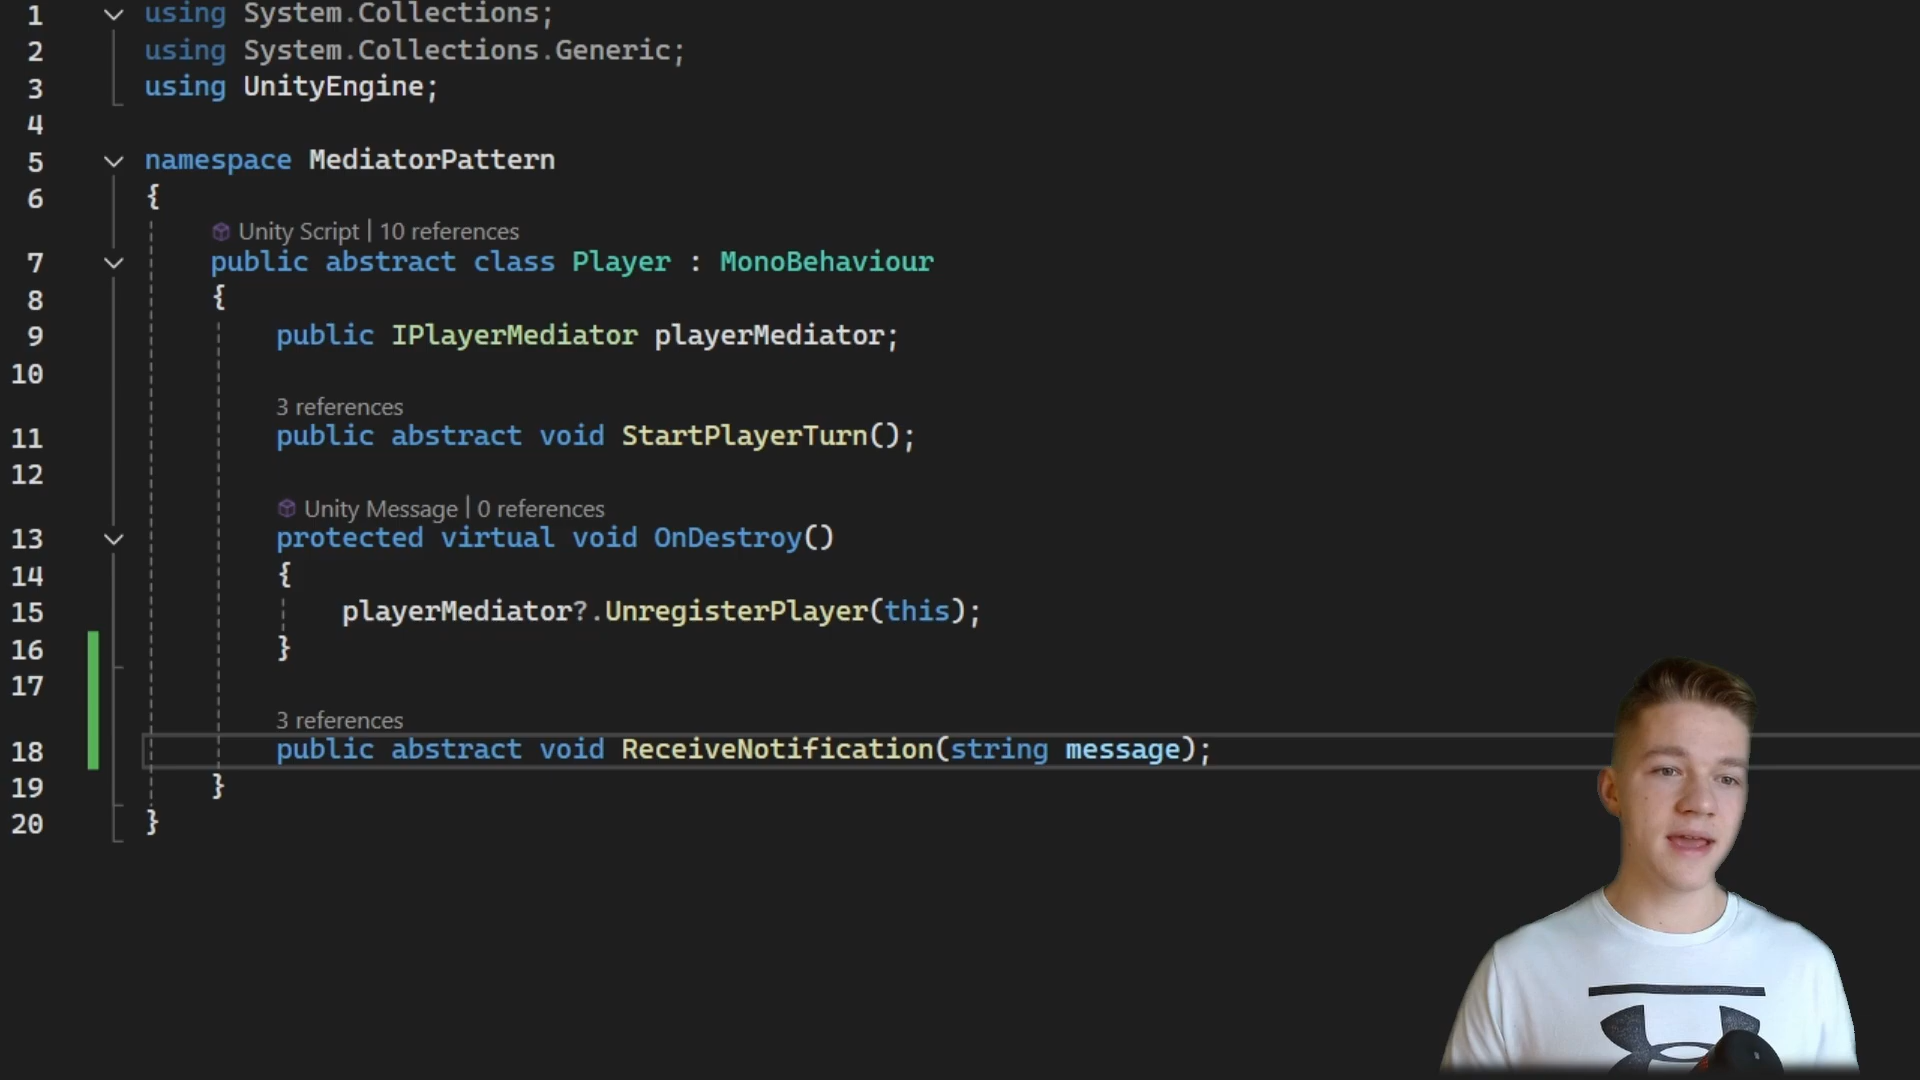 1 using System.Collections;
2 using System.Collections.Generic;
3 using UnityEngine;
4
5 namespace MediatorPattern
6 {
Unity Script | 10 references
7 public abstract class Player : MonoBehaviour
8 {
9 public IPlayerMediator playerMediator;
10
3 references
11 public abstract void StartPlayerTurn();
12
Unity Message | 0 references
13 protected virtual void OnDestroy()
14 {
15 playerMediator?.UnregisterPlayer(this);
16 }
17
3 references
18 public abstract void ReceiveNotification(string message);
19 }
20 }